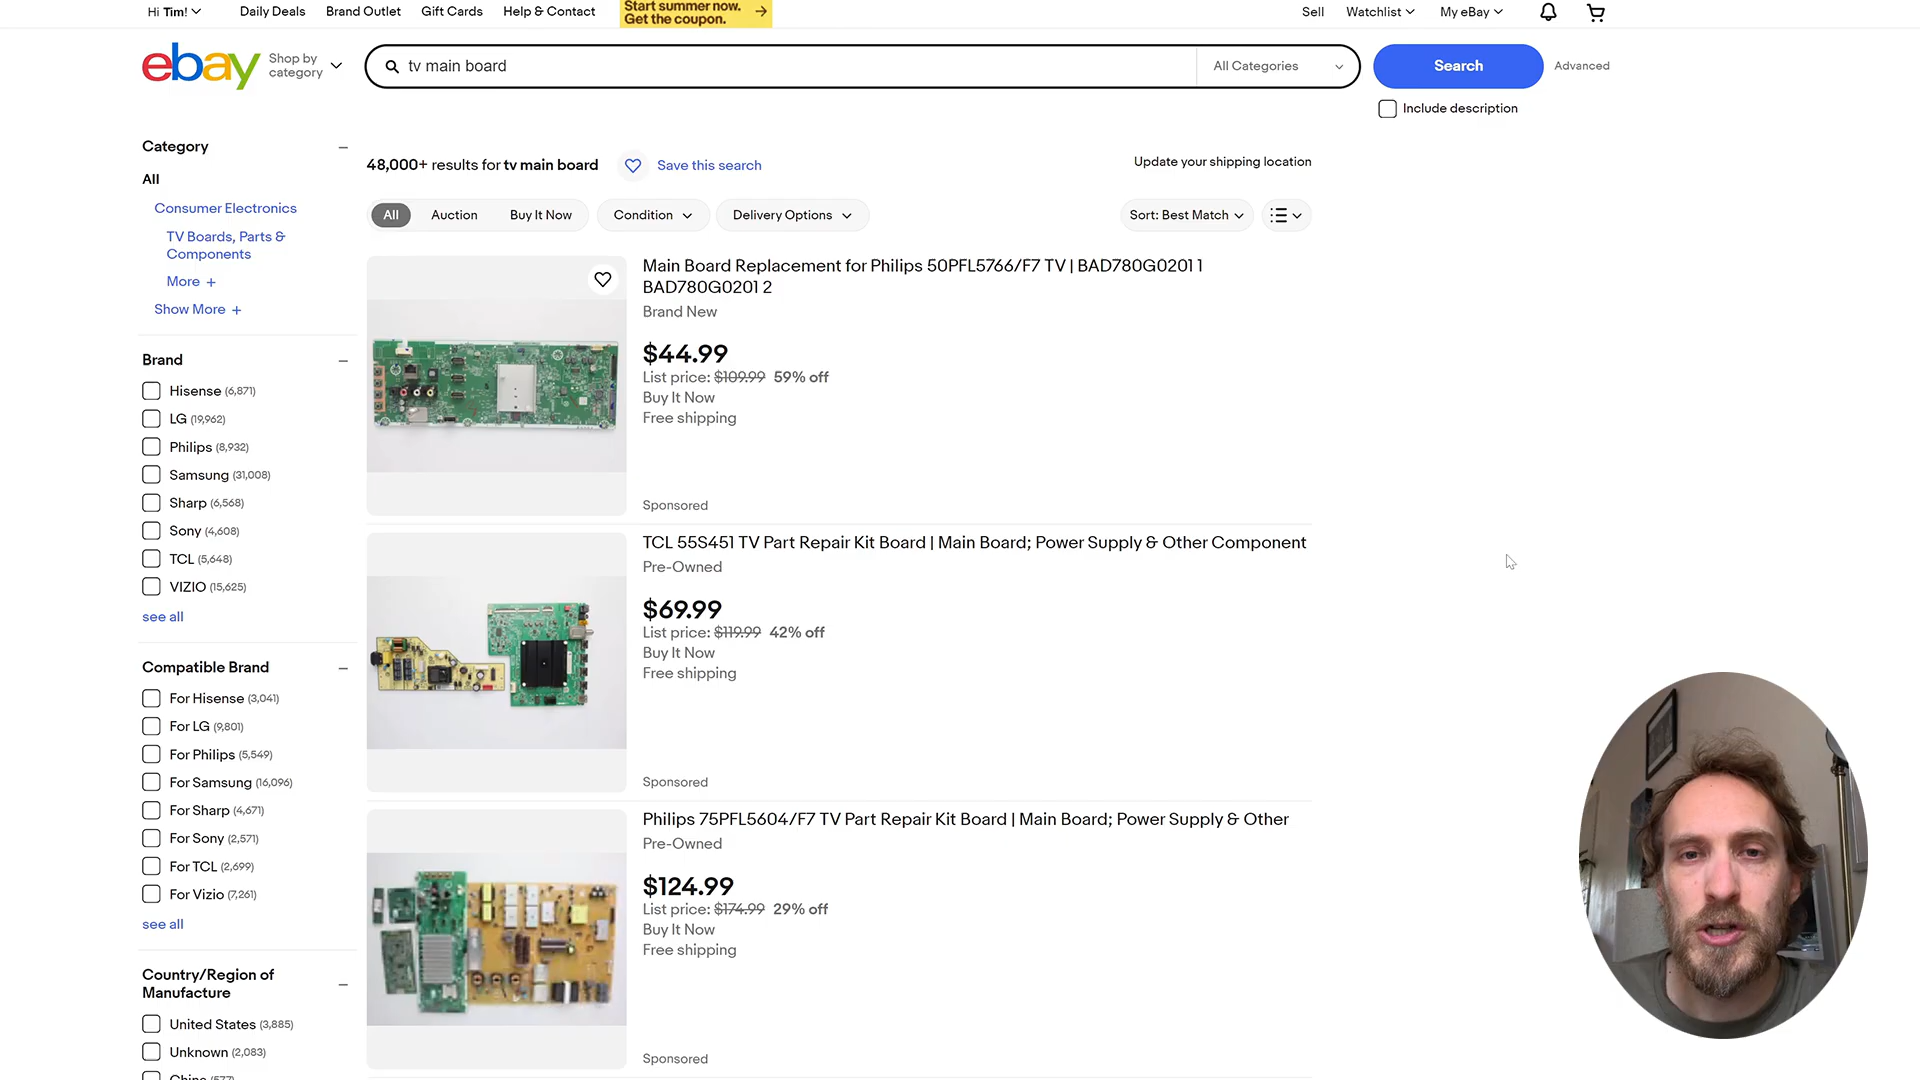 Hi Tim!
Daily Deals
Brand Outlet
Gift Cards
Help & Contact
Start summer now.
Get the coupon.
Sell
Watchlist
My eBay
ebay
Shop by
category
tv main board
All Categories
Search
Advanced
Include description
Category
All
Consumer Electronics
TV Boards, Parts &
Components
More +
Show More +
Brand
Hisense (6,871)
LG (19,962)
Philips (8,932)
Samsung (31,008)
Sharp (6,568)
Sony (4,608)
TCL (5,648)
VIZIO (15,625)
see all
Compatible Brand
For Hisense (3,041)
For LG (9,801)
For Philips (5,549)
For Samsung (16,096)
For Sharp (4,671)
For Sony (2,571)
For TCL (2,699)
For Vizio (7,261)
see all
Country/Region of
Manufacture
United States (3,885)
Unknown (2,083)
China (577)
48,000+ results for tv main board
Save this search
Update your shipping location
All
Auction
Buy It Now
Condition
Delivery Options
Sort: Best Match
Main Board Replacement for Philips 50PFL5766/F7 TV | BAD780G0201 1
BAD780G0201 2
Brand New
$44.99
List price: $109.99 59% off
Buy It Now
Free shipping
Sponsored
TCL 55S451 TV Part Repair Kit Board | Main Board; Power Supply & Other Component
Pre-Owned
$69.99
List price: $119.99 42% off
Buy It Now
Free shipping
Sponsored
Philips 75PFL5604/F7 TV Part Repair Kit Board | Main Board; Power Supply & Other
Pre-Owned
$124.99
List price: $174.99 29% off
Buy It Now
Free shipping
Sponsored